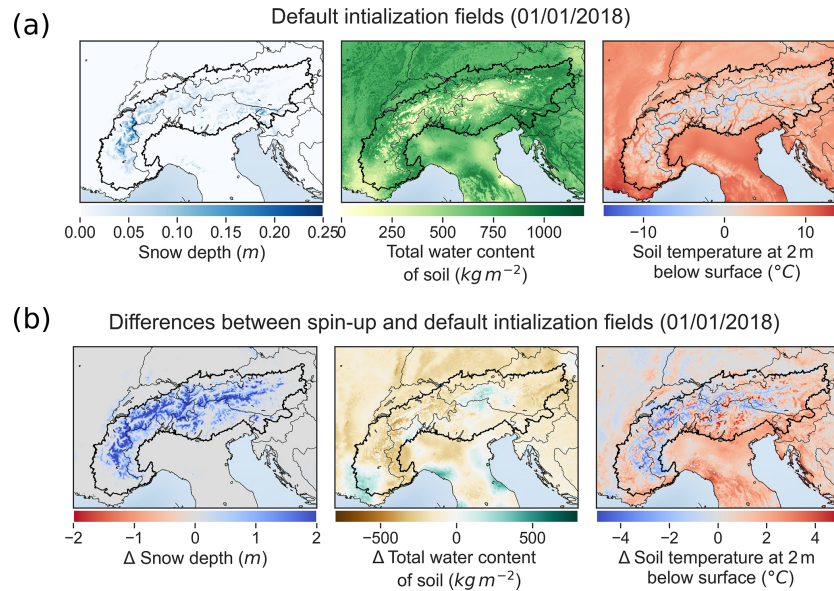 (a)
Default intialization fields (01/01/2018)
0.00 0.05 0.10 0.15 0.20 0.25
Snow depth (m)
0 250 500 750 1000
Total water content
of soil (kg m⁻²)
−10 0 10
Soil temperature at 2 m
below surface (°C)
(b)
Differences between spin-up and default intialization fields (01/01/2018)
−2 −1 0 1 2
Δ Snow depth (m)
−500 0 500
Δ Total water content
of soil (kg m⁻²)
−4 −2 0 2 4
Δ Soil temperature at 2 m
below surface (°C)